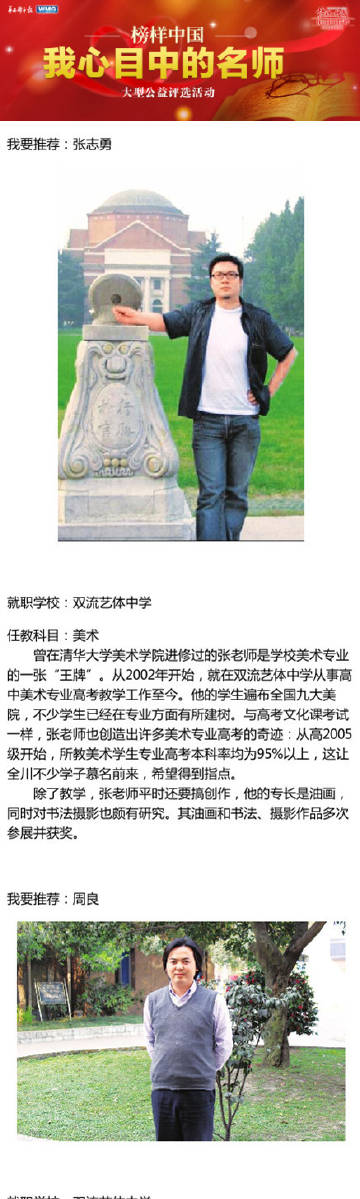 华西都市报
榜样中国
我心目中的名师
大型公益评选活动
我要推荐：张志勇
行胜
於言
就职学校：双流艺体中学
任教科目：美术
曾在清华大学美术学院进修过的张老师是学校美术专业
的一张“王牌”。从2002年开始，就在双流艺体中学从事高
中美术专业高考教学工作至今。他的学生遍布全国九大美
院，不少学生已经在专业方面有所建树。与高考文化课考试
一样，张老师也创造出许多美术专业高考的奇迹：从高2005
级开始，所教美术学生专业高考本科率均为95%以上，这让
全川不少学子慕名前来，希望得到指点。
除了教学，张老师平时还要搞创作，他的专长是油画，
同时对书法摄影也颇有研究。其油画和书法、摄影作品多次
参展并获奖。
我要推荐：周良